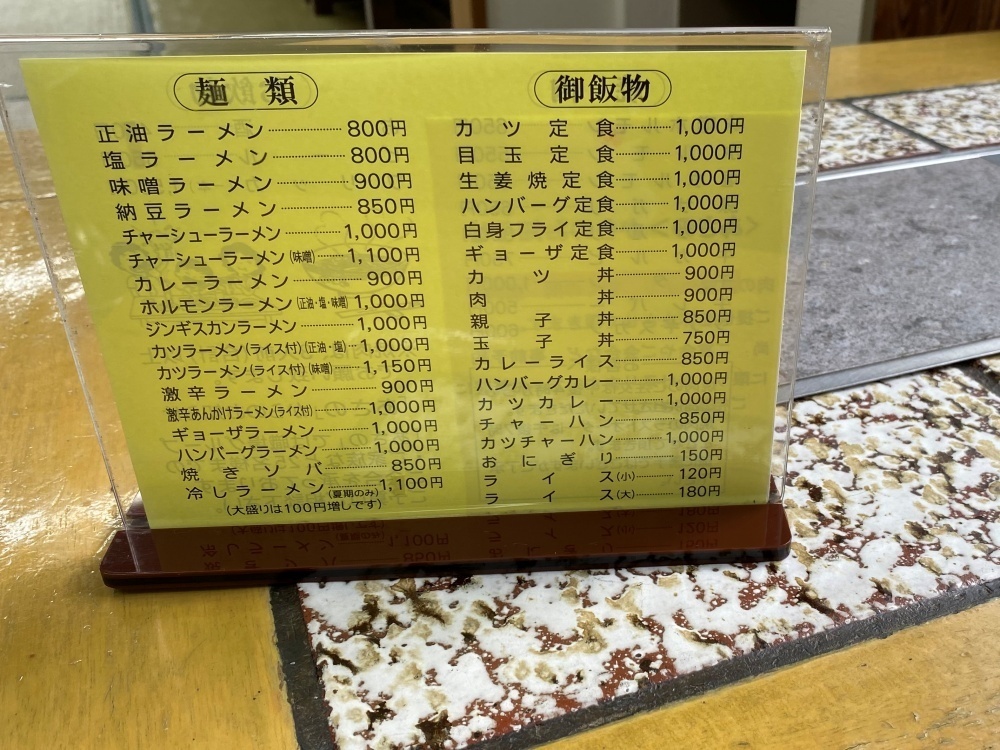 麺類
正油ラーメン 800円
塩ラーメン 800円
味噌ラーメン 900円
納豆ラーメン 850円
チャーシューラーメン 1,000円
チャーシューラーメン(味噌) 1,100円
カレーラーメン 900円
ホルモンラーメン(正油・塩・味噌) 1,000円
ジンギスカンラーメン 1,000円
カツラーメン(ライス付)(正油・塩) 1,000円
カツラーメン(ライス付)(味噌) 1,150円
激辛ラーメン 900円
激辛あんかけラーメン(ライス付) 1,000円
ギョーザラーメン 1,000円
ハンバーグラーメン 1,000円
焼きソバ 850円
冷しラーメン(夏期のみ) 1,100円
(大盛りは100円増しです)
御飯物
カツ定食 1,000円
目玉定食 1,000円
生姜焼定食 1,000円
ハンバーグ定食 1,000円
白身フライ定食 1,000円
ギョーザ定食 1,000円
カツ丼 900円
肉丼 900円
親子丼 850円
玉子丼 750円
カレーライス 850円
ハンバーグカレー 1,000円
カツカレー 1,000円
チャーハン 850円
カツチャーハン 1,000円
おにぎり 150円
ライス(小) 120円
ライス(大) 180円